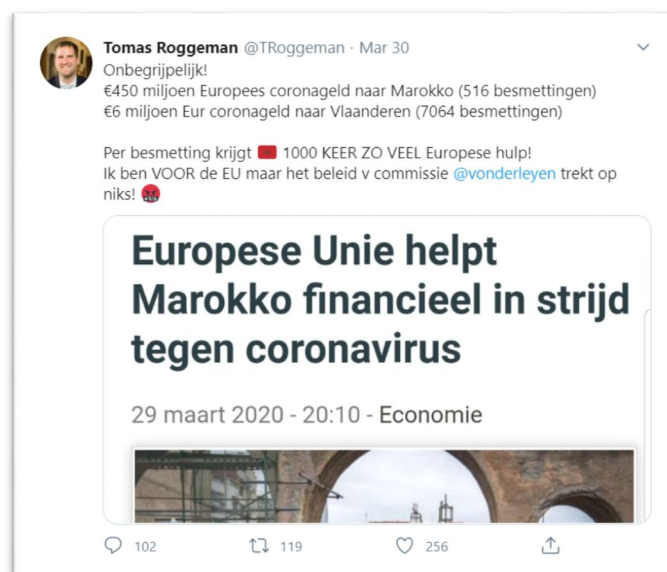 Tomas Roggeman @TRoggeman · Mar 30
Onbegrijpelijk!
€450 miljoen Europees coronageld naar Marokko (516 besmettingen)
€6 miljoen Eur coronageld naar Vlaanderen (7064 besmettingen)
Per besmetting krijgt 🇲🇦 1000 KEER ZO VEEL Europese hulp!
Ik ben VOOR de EU maar het beleid v commissie @vonderleyen trekt op
niks! 🤬
Europese Unie helpt
Marokko financieel in strijd
tegen coronavirus
29 maart 2020 - 20:10 - Economie
102 119 256